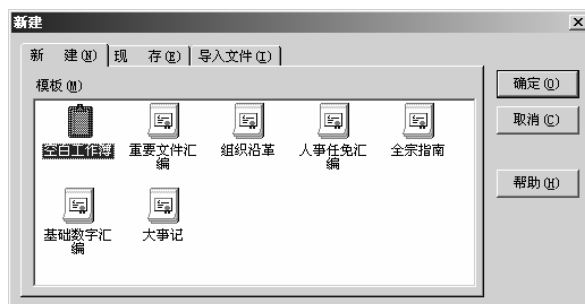 新建
新 建(N) 现 存(E) 导入文件(I)
模板(M)
空白工作簿 重要文件汇编 组织沿革 人事任免汇编 全宗指南
基础数字汇编 大事记
确定(O)
取消(C)
帮助(H)